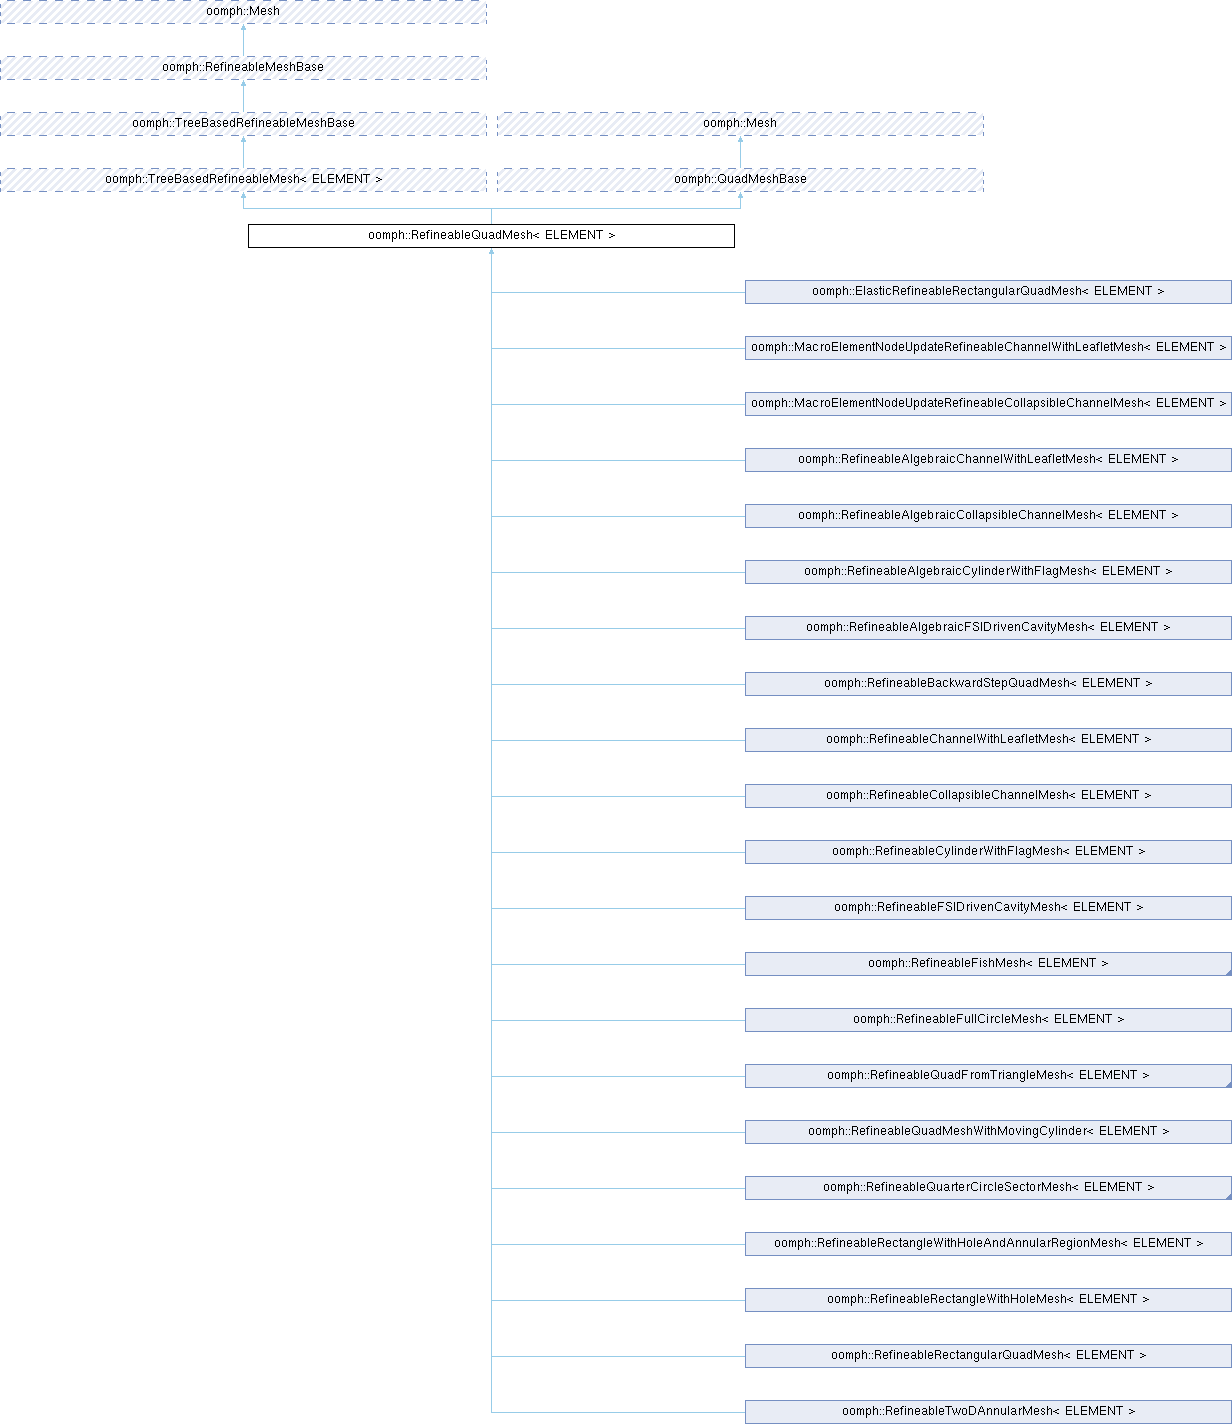 oomph::Mesh
oomph::RefineableMeshBase
oomph::TreeBasedRefineableMeshBase
oomph::Mesh
oomph::TreeBasedRefineableMesh< ELEMENT >
oomph::QuadMeshBase
oomph::RefineableQuadMesh< ELEMENT >
oomph::ElasticRefineableRectangularQuadMesh< ELEMENT >
oomph::MacroElementNodeUpdateRefineableChannelWithLeafletMesh< ELEMENT >
oomph::MacroElementNodeUpdateRefineableCollapsibleChannelMesh< ELEMENT >
oomph::RefineableAlgebraicChannelWithLeafletMesh< ELEMENT >
oomph::RefineableAlgebraicCollapsibleChannelMesh< ELEMENT >
oomph::RefineableAlgebraicCylinderWithFlagMesh< ELEMENT >
oomph::RefineableAlgebraicFSIDrivenCavityMesh< ELEMENT >
oomph::RefineableBackwardStepQuadMesh< ELEMENT >
oomph::RefineableChannelWithLeafletMesh< ELEMENT >
oomph::RefineableCollapsibleChannelMesh< ELEMENT >
oomph::RefineableCylinderWithFlagMesh< ELEMENT >
oomph::RefineableFSIDrivenCavityMesh< ELEMENT >
oomph::RefineableFishMesh< ELEMENT >
oomph::RefineableFullCircleMesh< ELEMENT >
oomph::RefineableQuadFromTriangleMesh< ELEMENT >
oomph::RefineableQuadMeshWithMovingCylinder< ELEMENT >
oomph::RefineableQuarterCircleSectorMesh< ELEMENT >
oomph::RefineableRectangleWithHoleAndAnnularRegionMesh< ELEMENT >
oomph::RefineableRectangleWithHoleMesh< ELEMENT >
oomph::RefineableRectangularQuadMesh< ELEMENT >
oomph::RefineableTwoDAnnularMesh< ELEMENT >